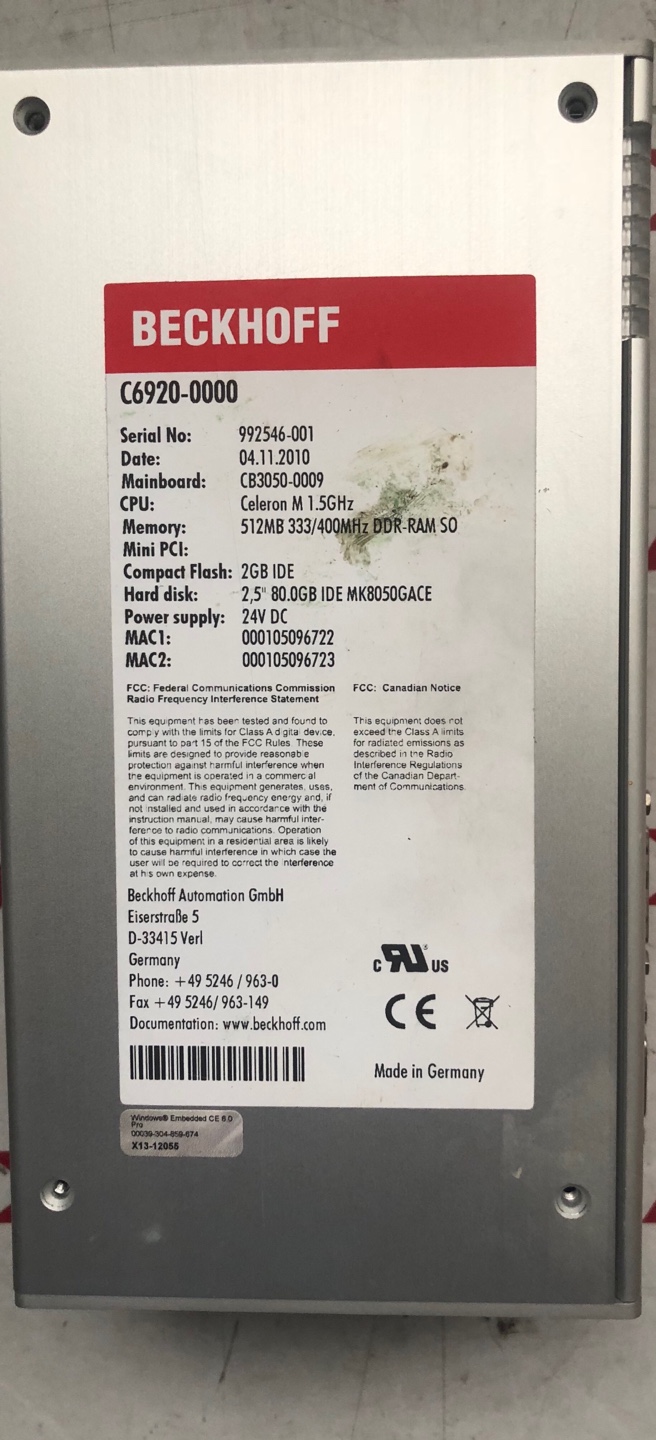 BECKHOFF
C6920-0000
Serial No: 992546-001
Date: 04.11.2010
Mainboard: CB3050-0009
CPU: Celeron M 1.5GHz
Memory: 512MB 333/400MHz DDR-RAM SO
Mini PCI:
Compact Flash: 2GB IDE
Hard disk: 2,5" 80.0GB IDE MK8050GACE
Power supply: 24V DC
MAC1: 000105096722
MAC2: 000105096723
FCC: Federal Communications Commission
Radio Frequency Interference Statement
This equipment has been tested and found to
comply with the limits for Class A digital device,
pursuant to part 15 of the FCC Rules. These
limits are designed to provide reasonable
protection against harmful interference when
the equipment is operated in a commercial
environment. This equipment generates, uses,
and can radiate radio frequency energy and, if
not installed and used in accordance with the
instruction manual, may cause harmful inter-
ference to radio communications. Operation
of this equipment in a residential area is likely
to cause harmful interference in which case the
user will be required to correct the interference
at his own expense.
FCC: Canadian Notice
This equipment does not
exceed the Class A limits
for radiated emissions as
described in the Radio
Interference Regulations
of the Canadian Depart-
ment of Communications.
Beckhoff Automation GmbH
Eiserstraße 5
D-33415 Verl
Germany
Phone: +49 5246 / 963-0
Fax +49 5246/ 963-149
Documentation: www.beckhoff.com
c RU ® US
CE
Made in Germany
Windows® Embedded CE 6.0
Pro
00039-304-659-674
X13-12055